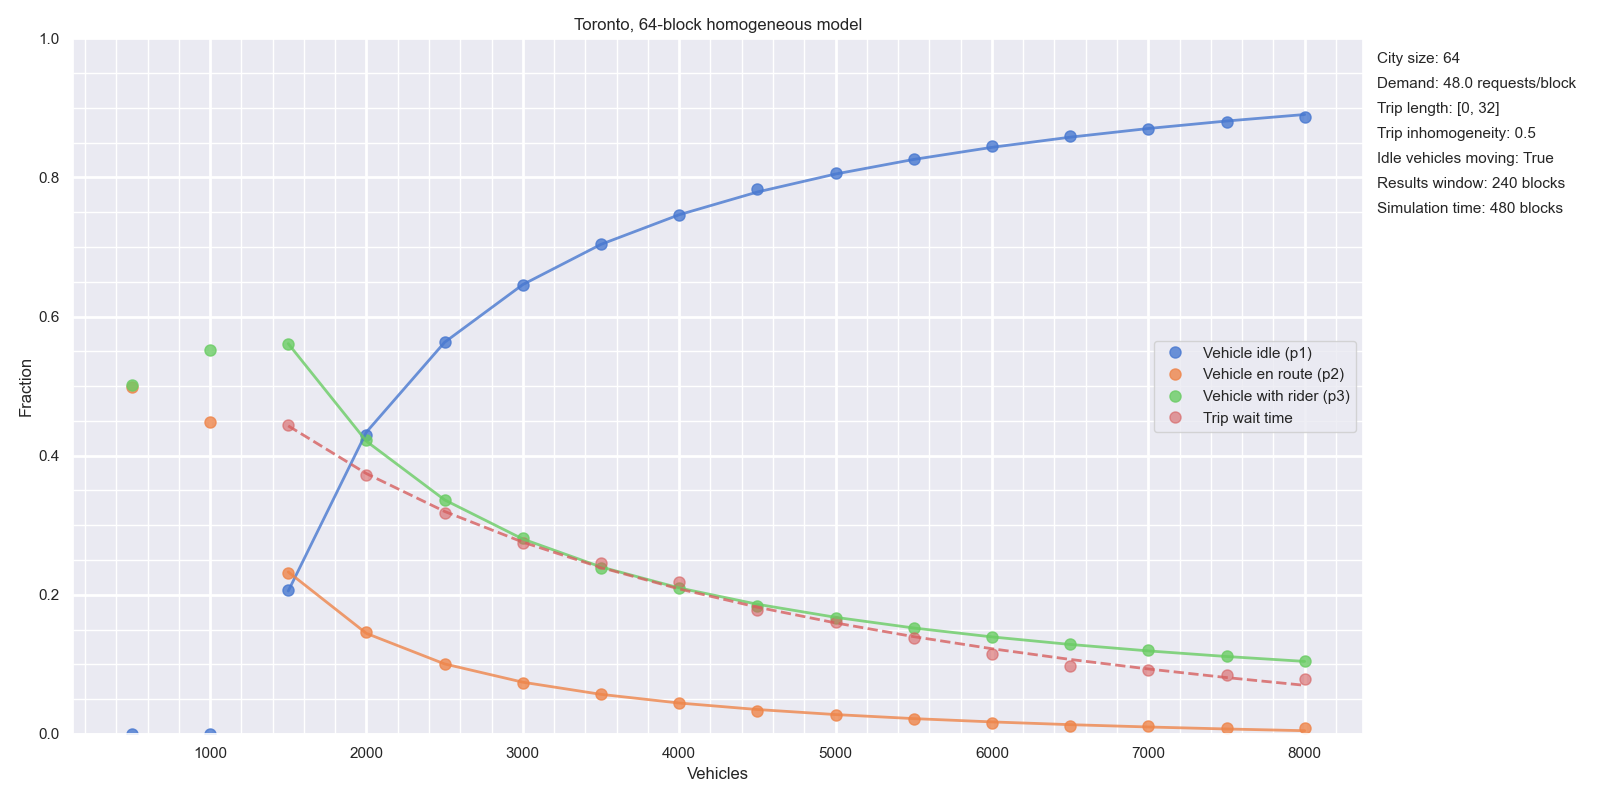 Toronto, 64-block homogeneous model
1.0
0.8
0.6
0.4
0.2
0.0
Fraction
1000 2000 3000 4000 5000 6000 7000 8000
Vehicles
Vehicle idle (p1)
Vehicle en route (p2)
Vehicle with rider (p3)
Trip wait time
City size: 64
Demand: 48.0 requests/block
Trip length: [0, 32]
Trip inhomogeneity: 0.5
Idle vehicles moving: True
Results window: 240 blocks
Simulation time: 480 blocks